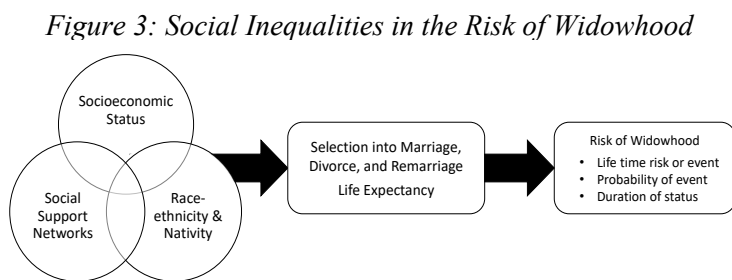 Figure 3: Social Inequalities in the Risk of Widowhood
Socioeconomic
Status
Social
Support
Networks
Race-
ethnicity &
Nativity
Selection into Marriage,
Divorce, and Remarriage
Life Expectancy
Risk of Widowhood
• Life time risk or event
• Probability of event
• Duration of status